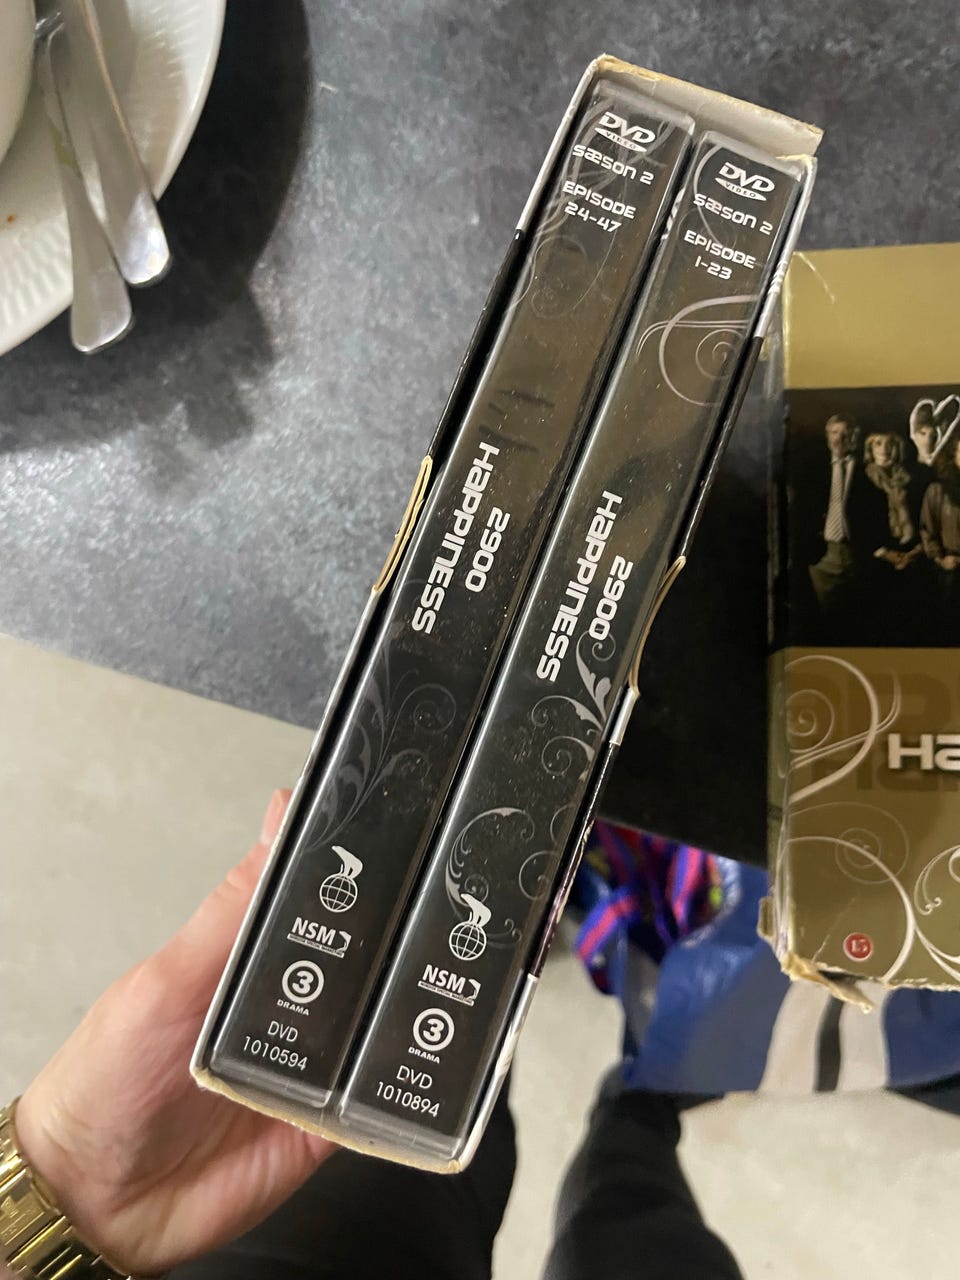 DVD
VIDEO
SæSON 2
EPISODE
24-47
2900
HAPPINESS
NSM
3
DRAMA
DVD
1010594
DVD
VIDEO
SæSON 2
EPISODE
1-23
2900
HAPPINESS
NSM
3
DRAMA
DVD
1010894
Ha
15